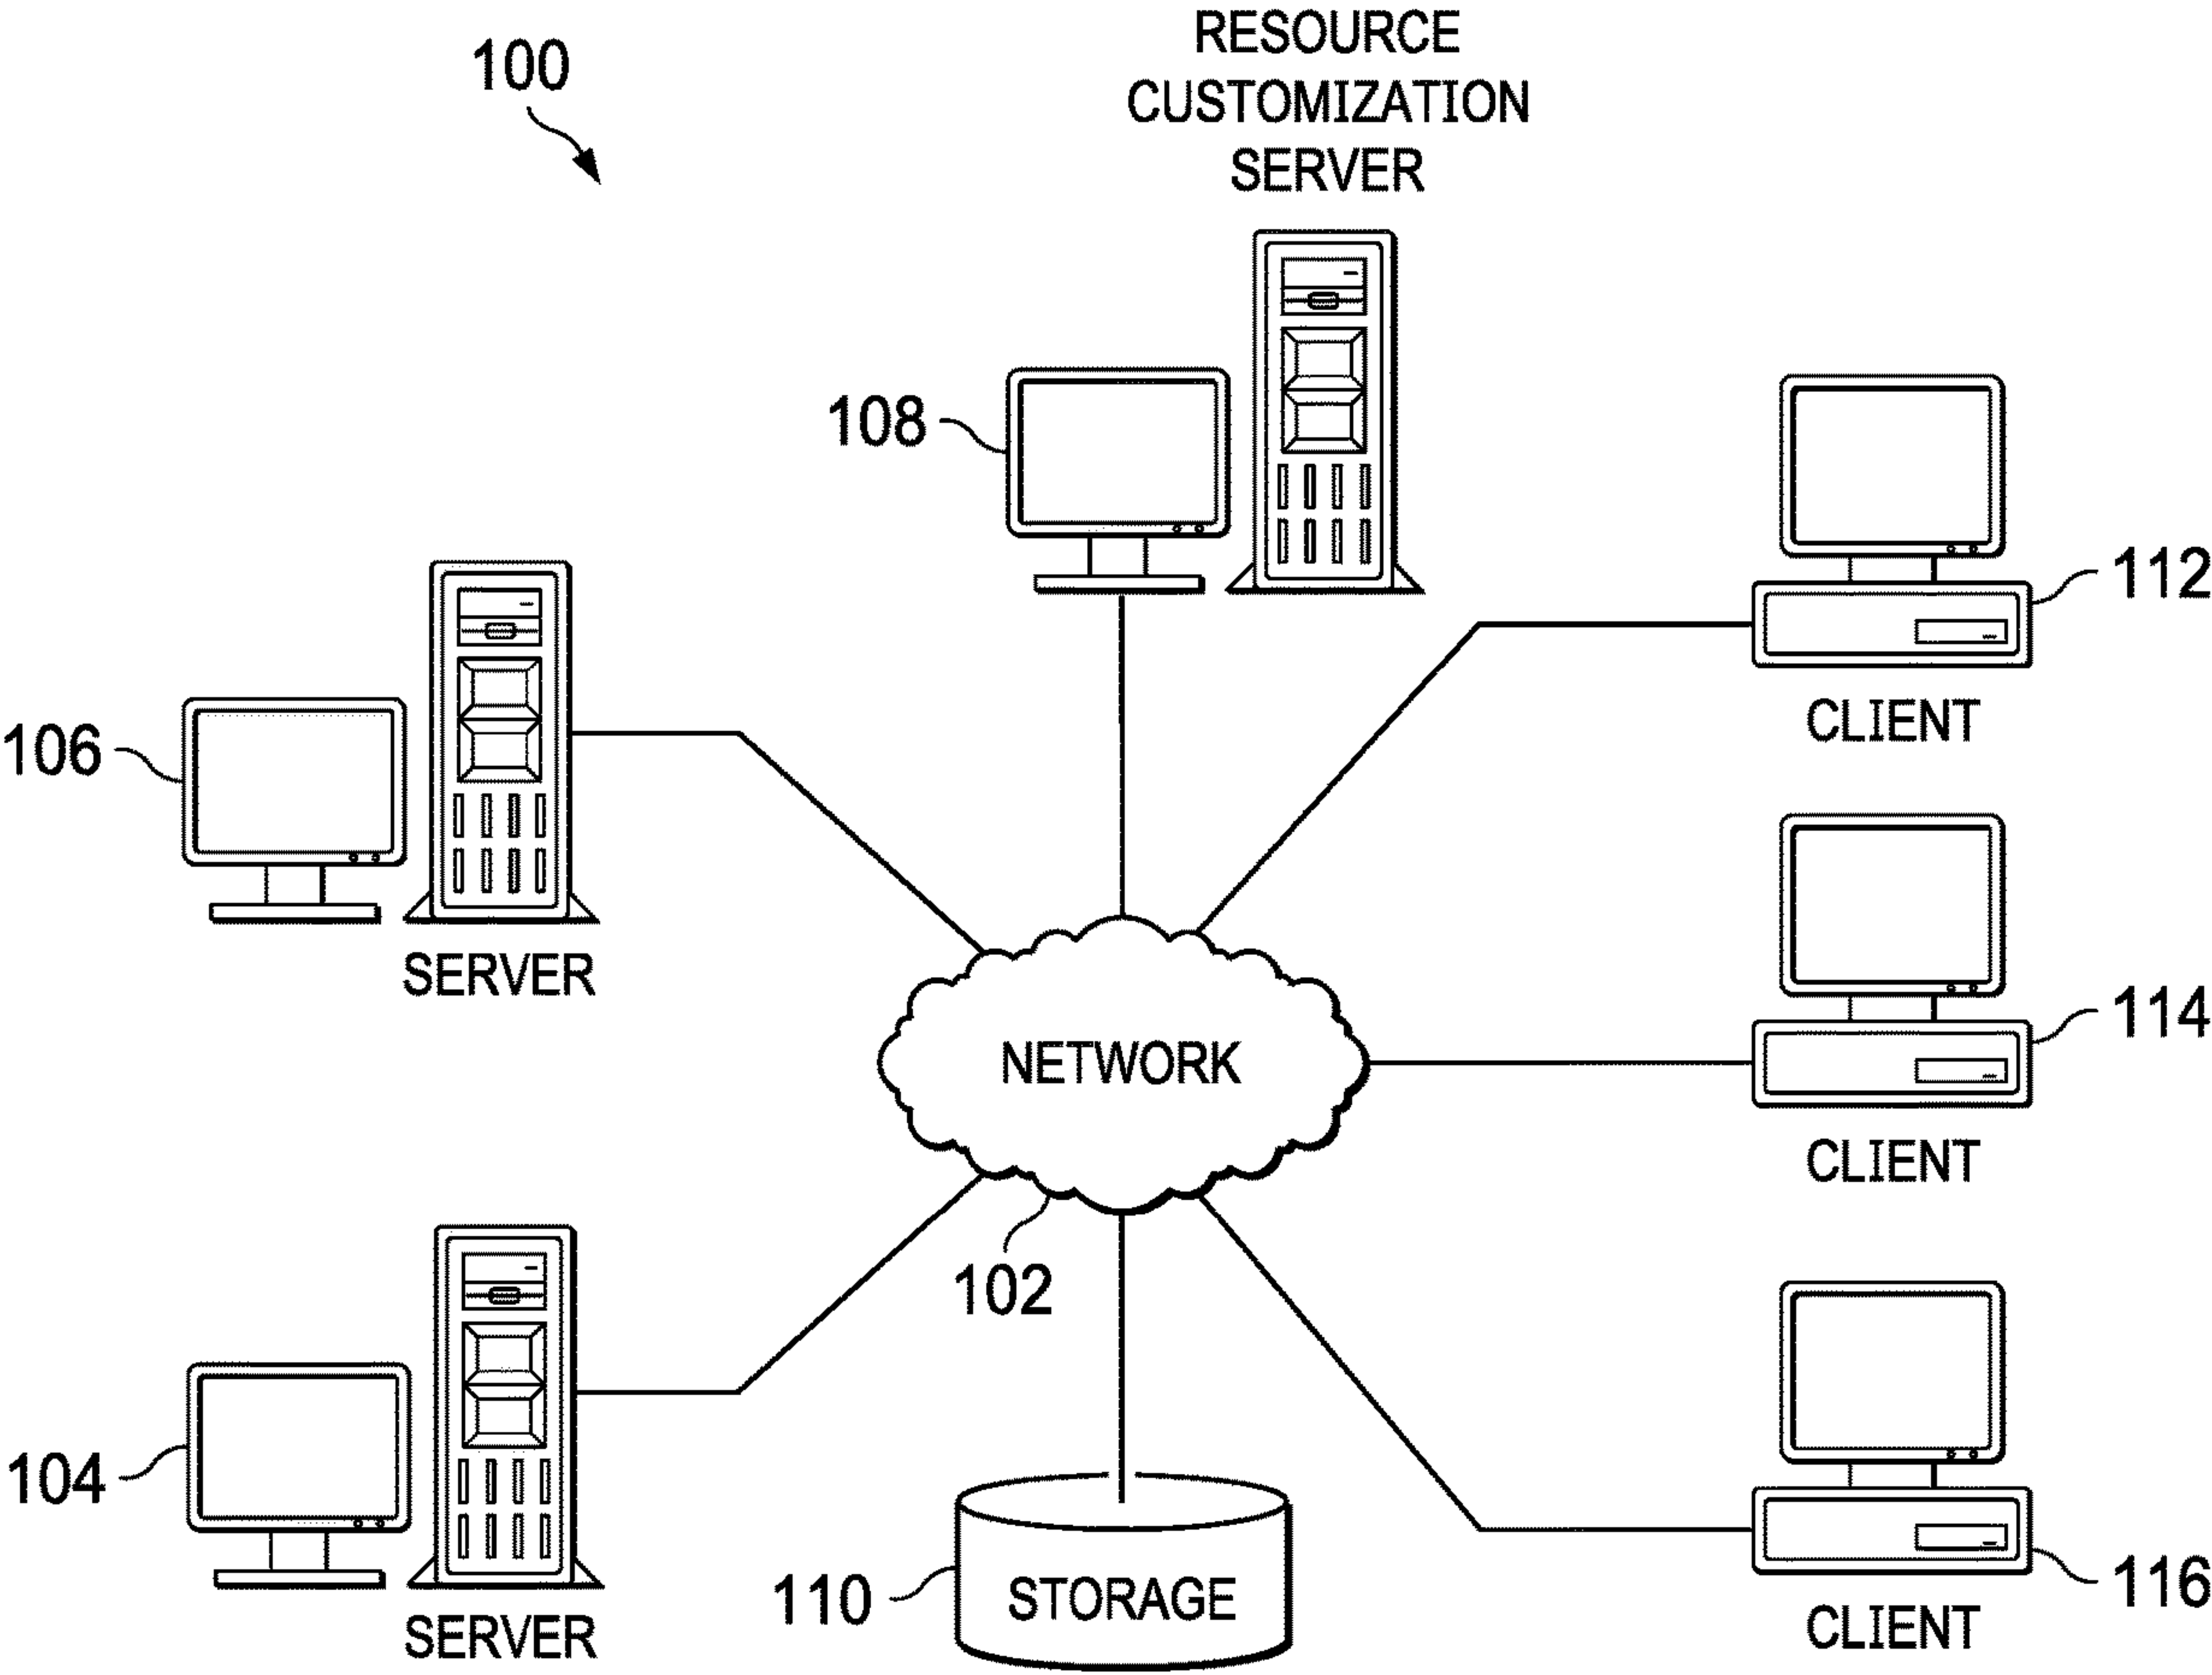 100
RESOURCE
CUSTOMIZATION
SERVER
108
112
CLIENT
106
SERVER
114
CLIENT
NETWORK
102
104
SERVER
110
STORAGE
116
CLIENT